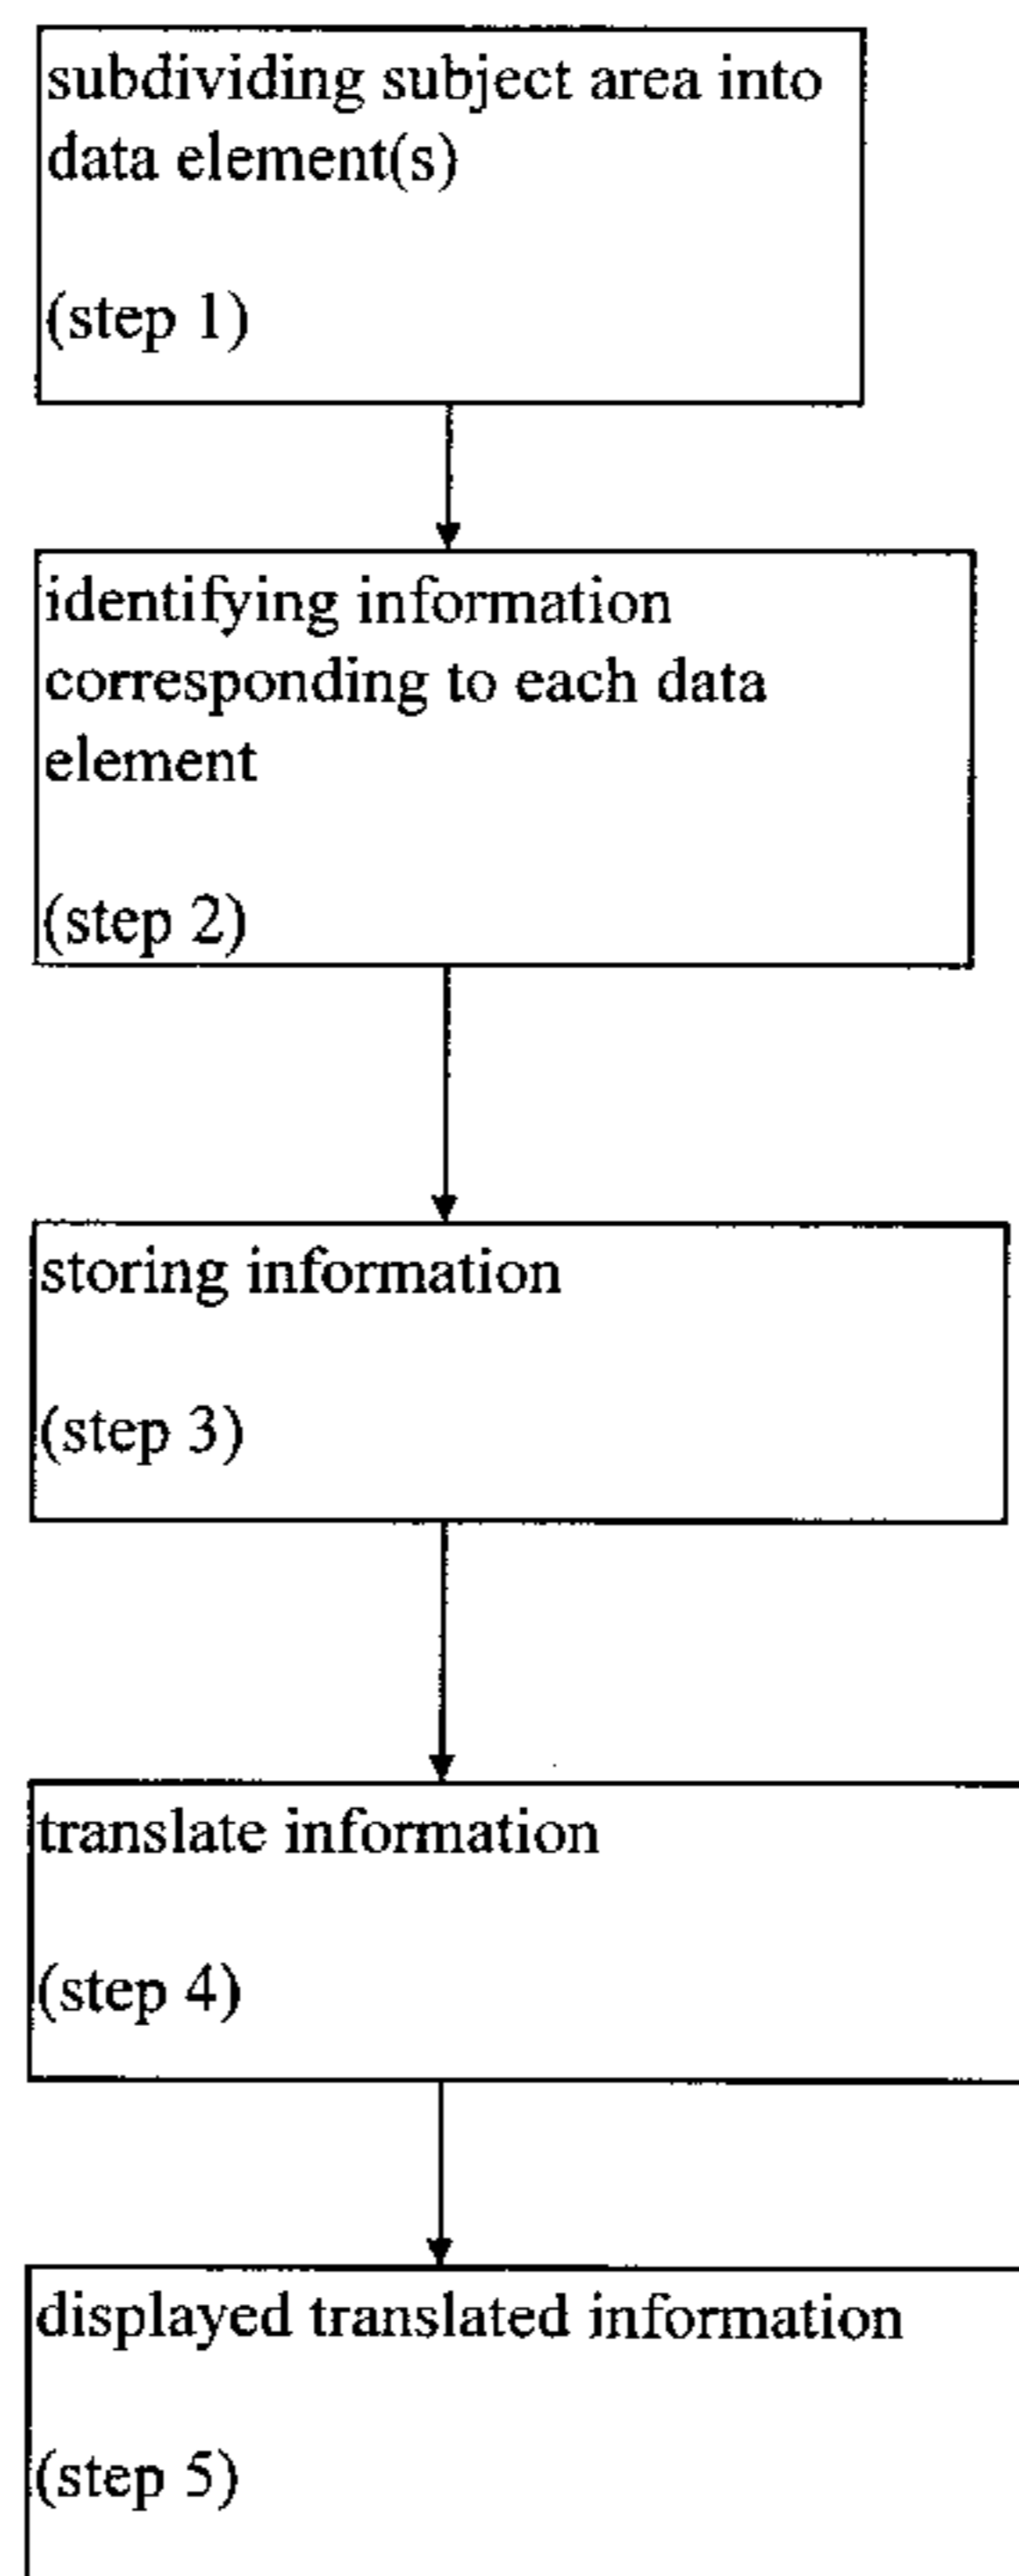 subdividing subject area into
data element(s)
(step 1)
identifying information
corresponding to each data
element
(step 2)
storing information
(step 3)
translate information
(step 4)
displayed translated information
(step 5)